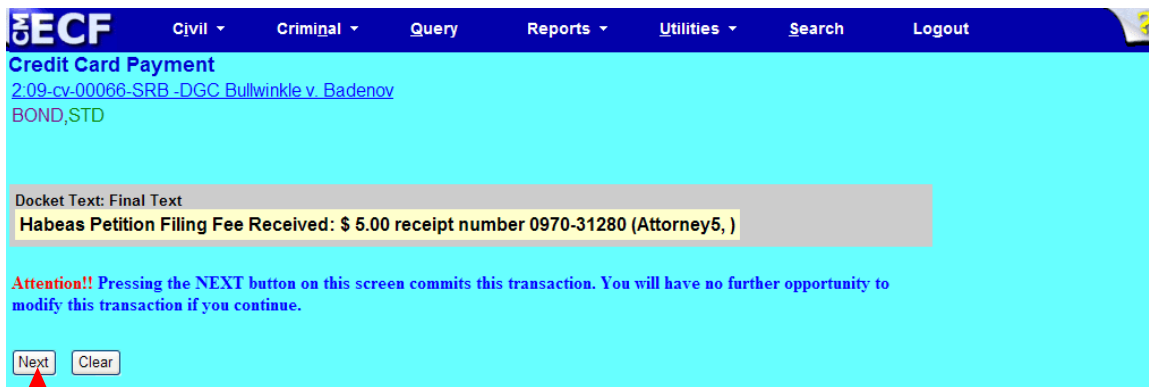 CM ECF Civil Criminal Query Reports Utilities Search Logout ?
Credit Card Payment
2:09-cv-00066-SRB -DGC Bullwinkle v. Badenov
BOND,STD
Docket Text: Final Text
Habeas Petition Filing Fee Received: $ 5.00 receipt number 0970-31280 (Attorney5, )
Attention!! Pressing the NEXT button on this screen commits this transaction. You will have no further opportunity to
modify this transaction if you continue.
Next Clear